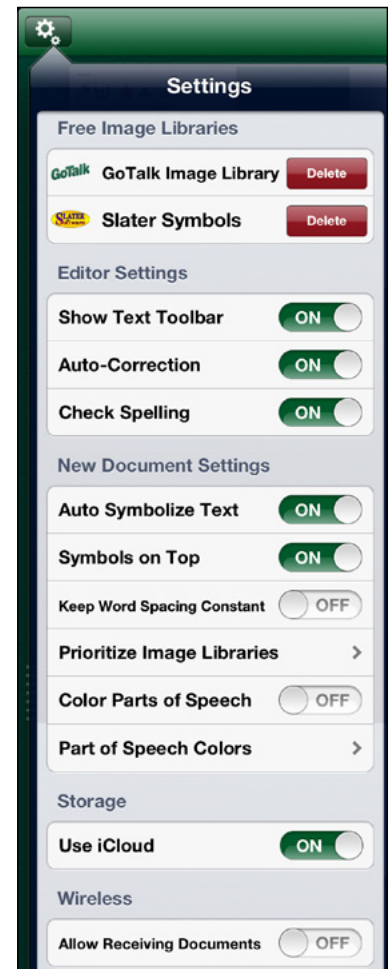 Settings
Free Image Libraries
GoTalk GoTalk Image Library Delete
SLATER Slater Symbols Delete
Editor Settings
Show Text Toolbar ON
Auto-Correction ON
Check Spelling ON
New Document Settings
Auto Symbolize Text ON
Symbols on Top ON
Keep Word Spacing Constant OFF
Prioritize Image Libraries >
Color Parts of Speech OFF
Part of Speech Colors >
Storage
Use iCloud ON
Wireless
Allow Receiving Documents OFF